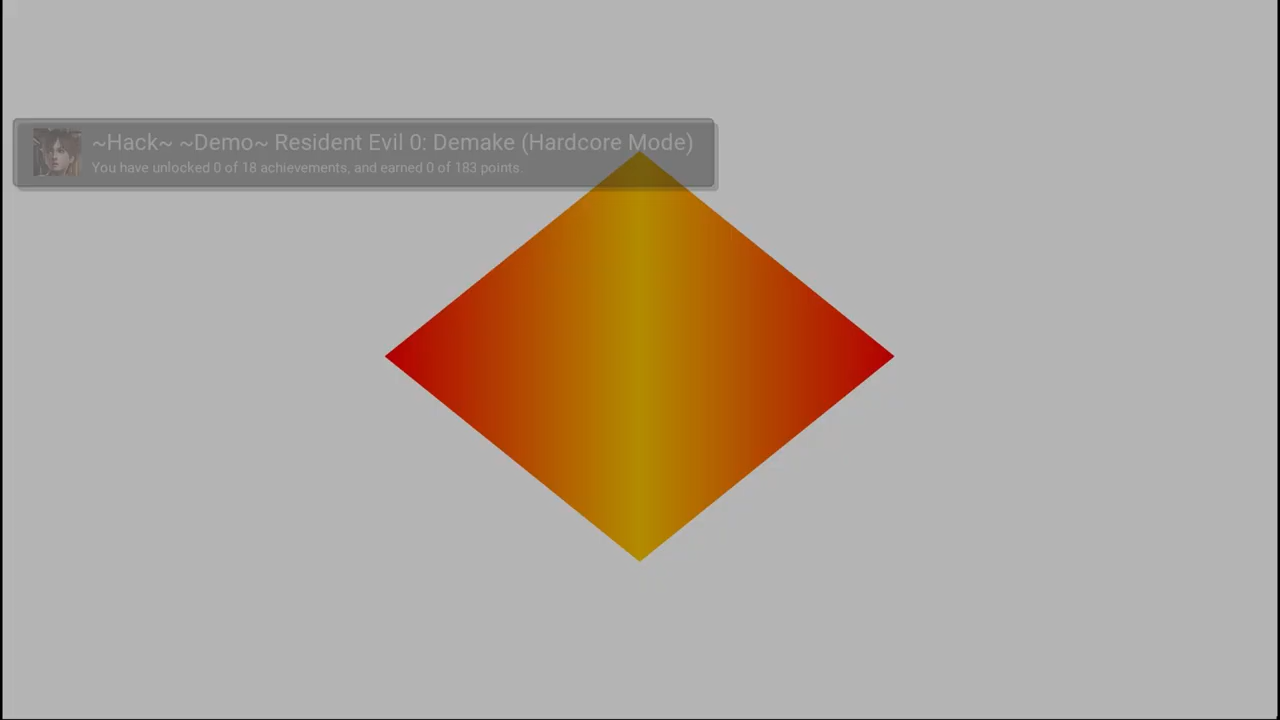 ~Hack~ ~Demo~ Resident Evil 0: Demake (Hardcore Mode)
You have unlocked 0 of 18 achievements, and earned 0 of 183 points.